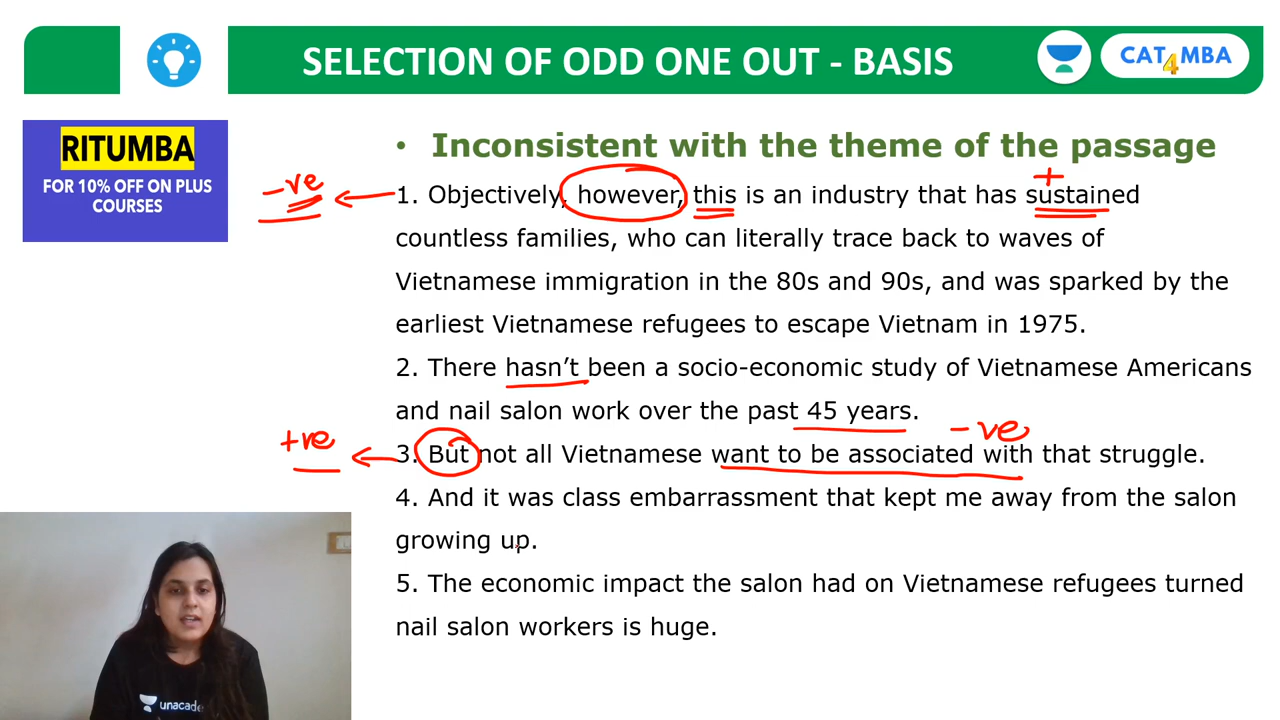 SELECTION OF ODD ONE OUT - BASIS
CAT4MBA
RITUMBA
FOR 10% OFF ON PLUS
COURSES
• Inconsistent with the theme of the passage
+
-ve
1. Objectively, however, this is an industry that has sustained
countless families, who can literally trace back to waves of
Vietnamese immigration in the 80s and 90s, and was sparked by the
earliest Vietnamese refugees to escape Vietnam in 1975.
2. There hasn't been a socio-economic study of Vietnamese Americans
and nail salon work over the past 45 years.
-ve
+ve
3. But not all Vietnamese want to be associated with that struggle.
4. And it was class embarrassment that kept me away from the salon
growing up.
5. The economic impact the salon had on Vietnamese refugees turned
nail salon workers is huge.
unacade